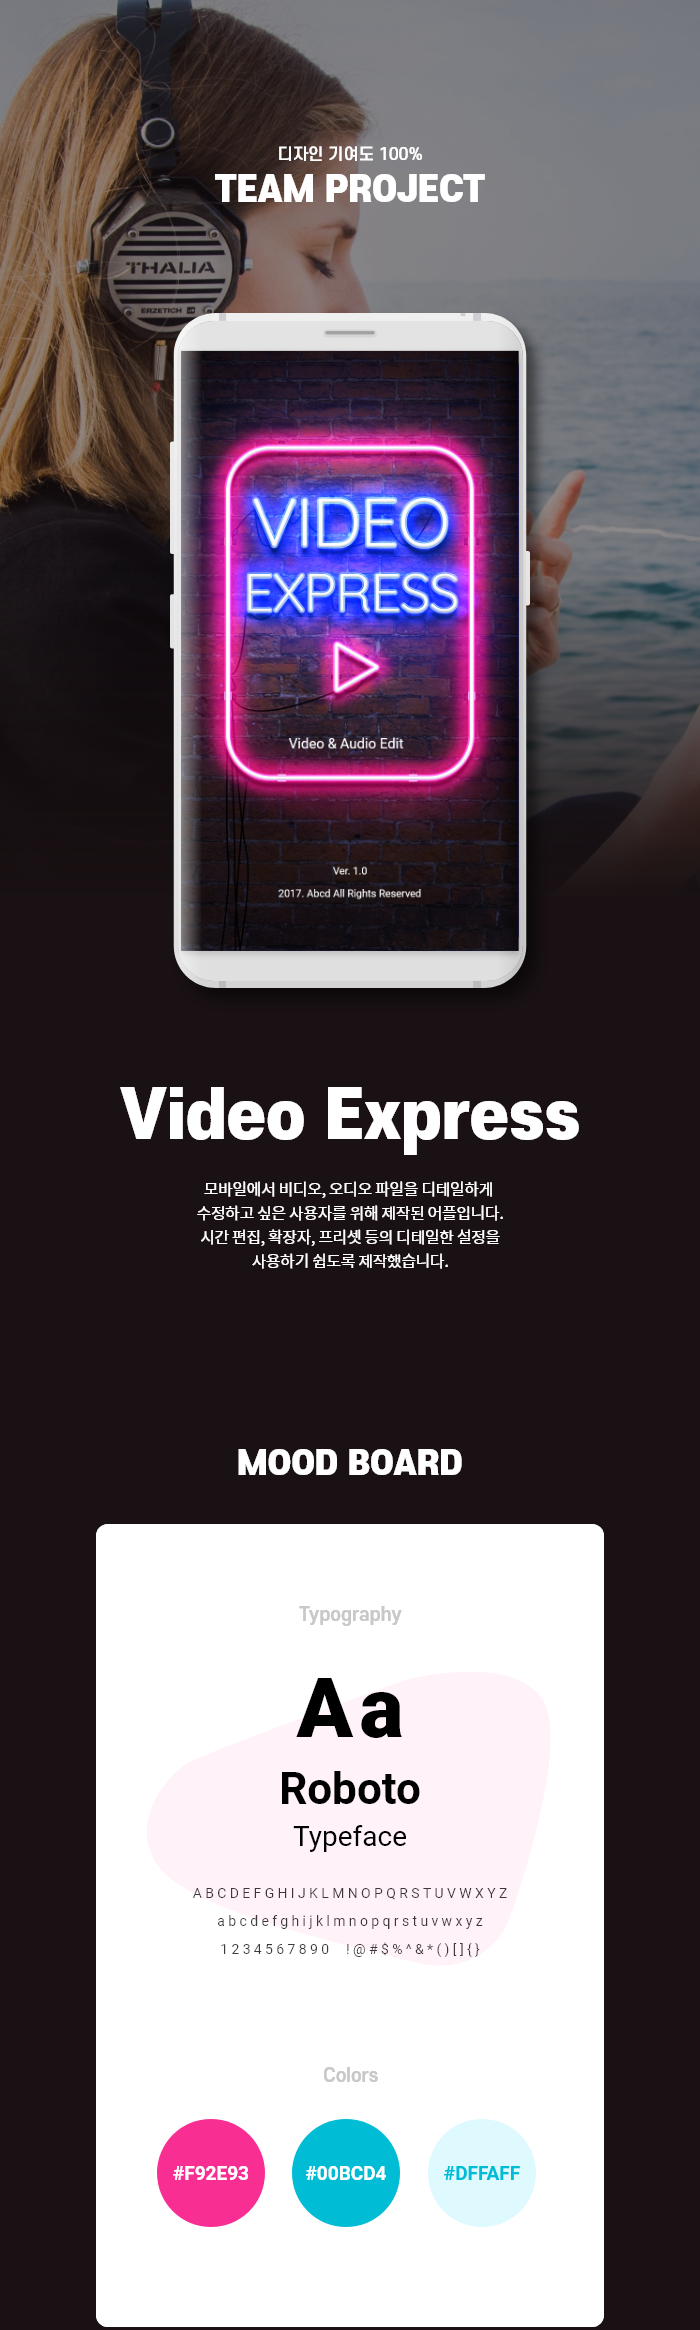 디자인 기여도 100%
TEAM PROJECT
THALIA
ERZETICH
VIDEO
EXPRESS
Video & Audio Edit
Ver. 1.0
2017. Abcd All Rights Reserved
Video Express
모바일에서 비디오, 오디오 파일을 디테일하게
수정하고 싶은 사용자를 위해 제작된 어플입니다.
시간 편집, 확장자, 프리셋 등의 디테일한 설정을
사용하기 쉽도록 제작했습니다.
MOOD BOARD
Typography
Aa
Roboto
Typeface
A B C D E F G H I J K L M N O P Q R S T U V W X Y Z
a b c d e f g h i j k l m n o p q r s t u v w x y z
1 2 3 4 5 6 7 8 9 0 ! @ # $ % ^ & * ( ) [ ] { }
Colors
#F92E93 #00BCD4 #DFFAFF